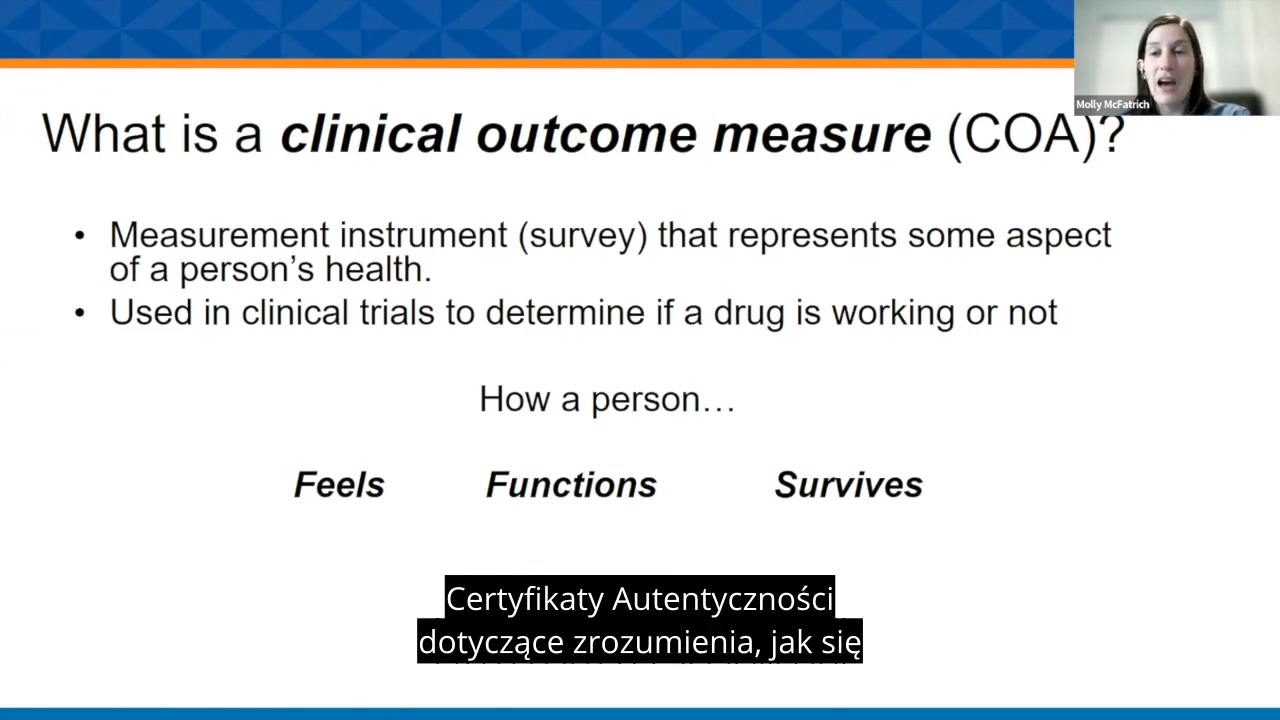 Molly McFatrich
What is a clinical outcome measure (COA)?
• Measurement instrument (survey) that represents some aspect
of a person’s health.
• Used in clinical trials to determine if a drug is working or not
How a person…
Feels Functions Survives
Certyfikaty Autentyczności
dotyczące zrozumienia, jak się